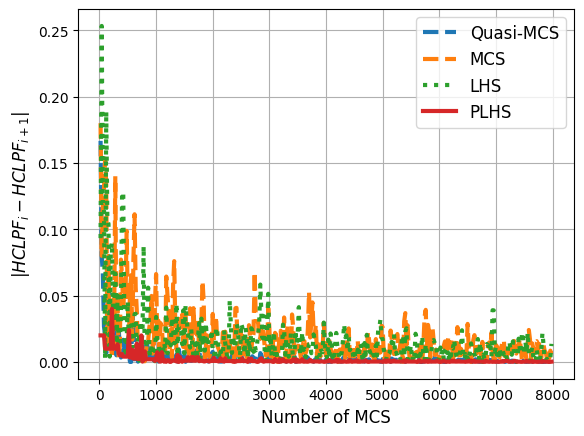 0.25
0.20
0.15
0.10
0.05
0.00
|HCLPF_i − HCLPF_{i+1}|
0 1000 2000 3000 4000 5000 6000 7000 8000
Number of MCS
Quasi-MCS
MCS
LHS
PLHS